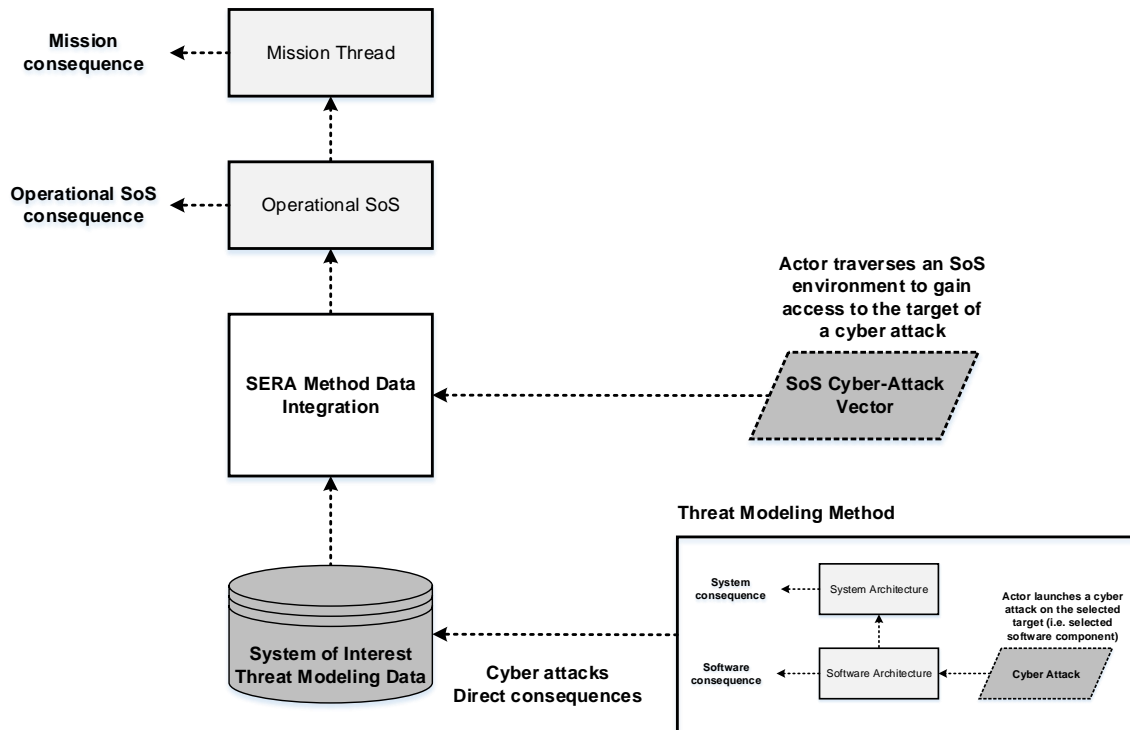 Mission
consequence
Mission Thread
Operational SoS
consequence
Operational SoS
Actor traverses an SoS
environment to gain
access to the target of
a cyber attack
SERA Method Data
Integration
SoS Cyber-Attack
Vector
Threat Modeling Method
System
consequence
System Architecture
Actor launches a cyber
attack on the selected
target (i.e. selected
software component)
System of Interest
Threat Modeling Data
Cyber attacks
Direct consequences
Software
consequence
Software Architecture
Cyber Attack